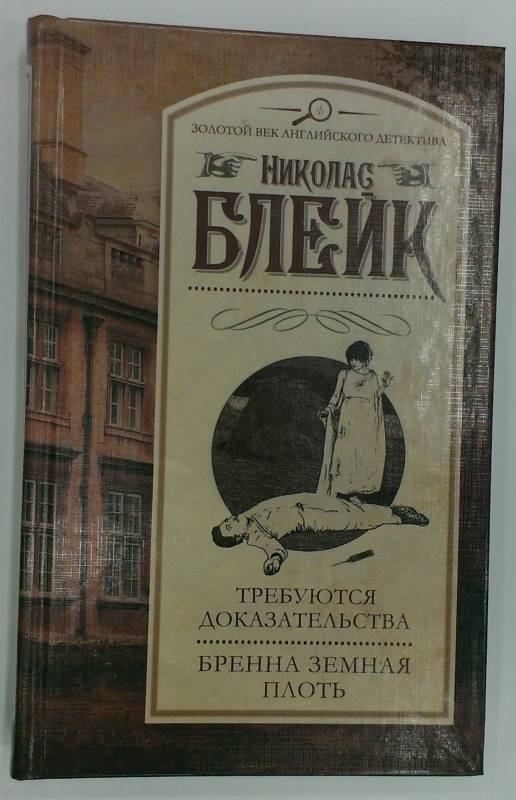 ЗОЛОТОЙ ВЕК АНГЛИЙСКОГО ДЕТЕКТИВА
НИКОЛАС
БЛЕЙК
ТРЕБУЮТСЯ
ДОКАЗАТЕЛЬСТВА
БРЕННА ЗЕМНАЯ
ПЛОТЬ